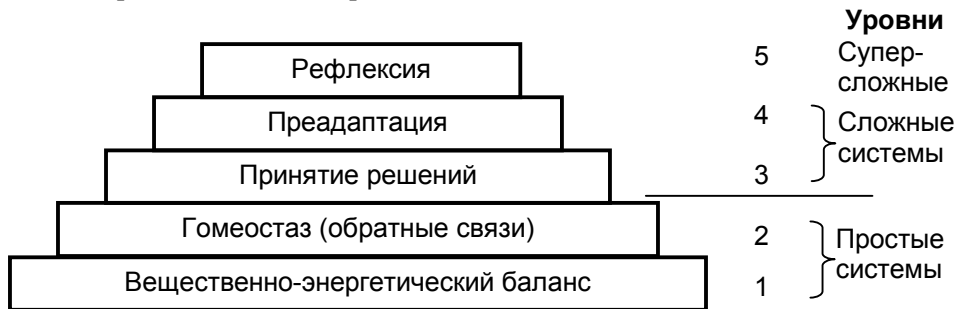 Уровни
Рефлексия 5 Супер-
сложные
Преадаптация 4 Сложные
системы
Принятие решений 3
Гомеостаз (обратные связи) 2 Простые
системы
Вещественно-энергетический баланс 1